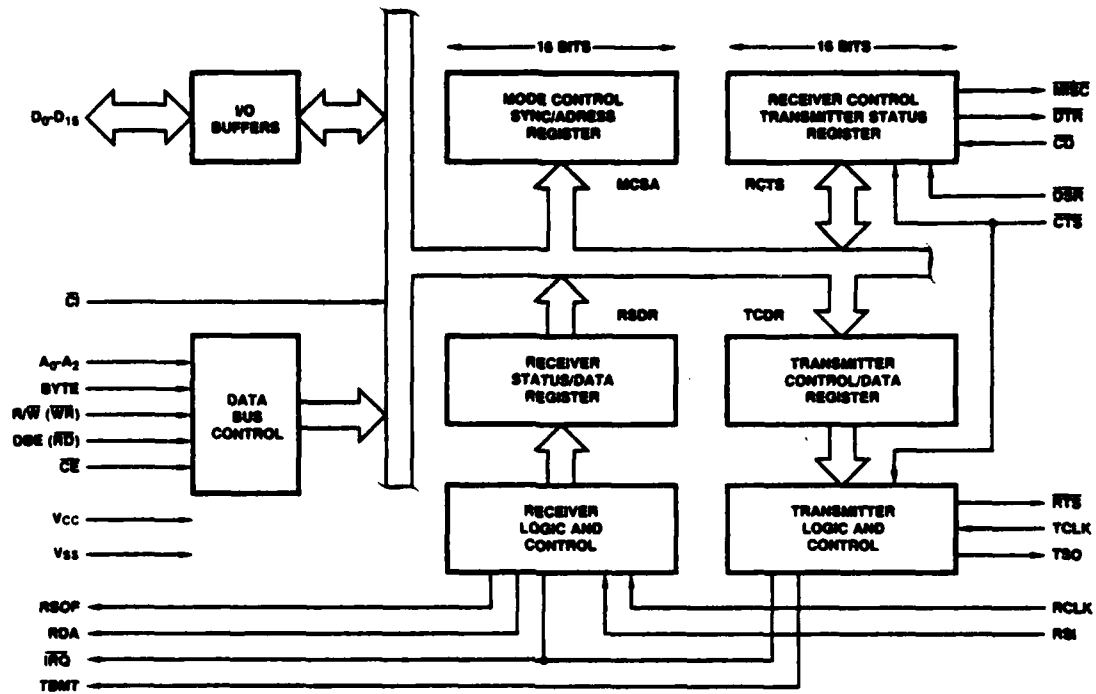 16 BITS
16 BITS
D0-D15
I/O
BUFFERS
MODE CONTROL
SYNC/ADRESS
REGISTER
RECEIVER CONTROL
TRANSMITTER STATUS
REGISTER
MISC
DTR
CD
DSR
CTS
MCSA
RCTS
CI
RSDR
TCDR
A0-A2
BYTE
R/W (WR)
DBE (RD)
CE
DATA
BUS
CONTROL
RECEIVER
STATUS/DATA
REGISTER
TRANSMITTER
CONTROL/DATA
REGISTER
VCC
VSS
RECEIVER
LOGIC AND
CONTROL
TRANSMITTER
LOGIC AND
CONTROL
RTS
TCLK
TSO
RSOF
RDA
IRQ
TBMT
RCLK
RSI